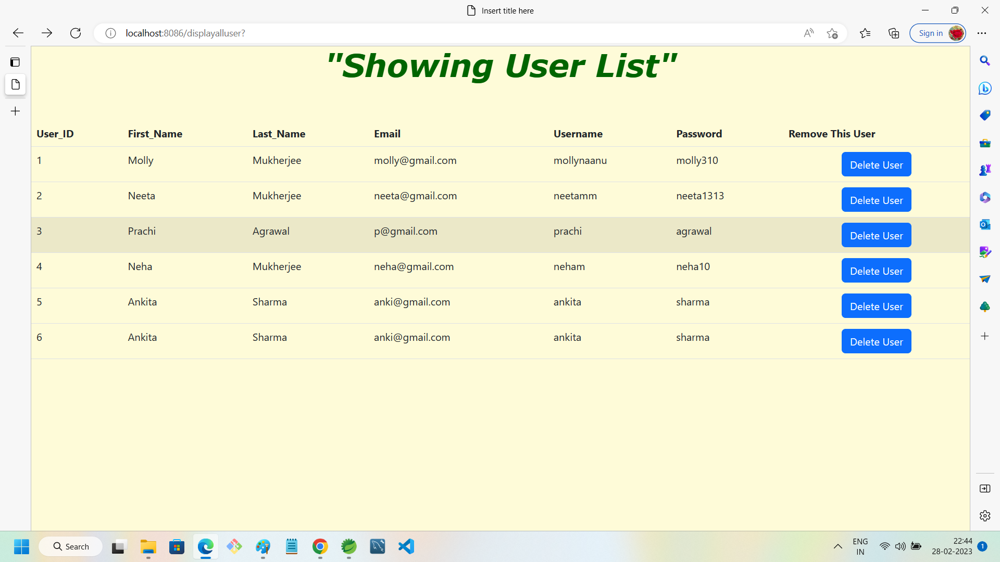 Insert title here
localhost:8086/displayalluser?
Sign in
"Showing User List"
User_ID First_Name Last_Name Email Username Password Remove This User
1 Molly Mukherjee molly@gmail.com mollynaanu molly310 Delete User
2 Neeta Mukherjee neeta@gmail.com neetamm neeta1313 Delete User
3 Prachi Agrawal p@gmail.com prachi agrawal Delete User
4 Neha Mukherjee neha@gmail.com neham neha10 Delete User
5 Ankita Sharma anki@gmail.com ankita sharma Delete User
6 Ankita Sharma anki@gmail.com ankita sharma Delete User
Search
ENG
IN
22:44
28-02-2023
1